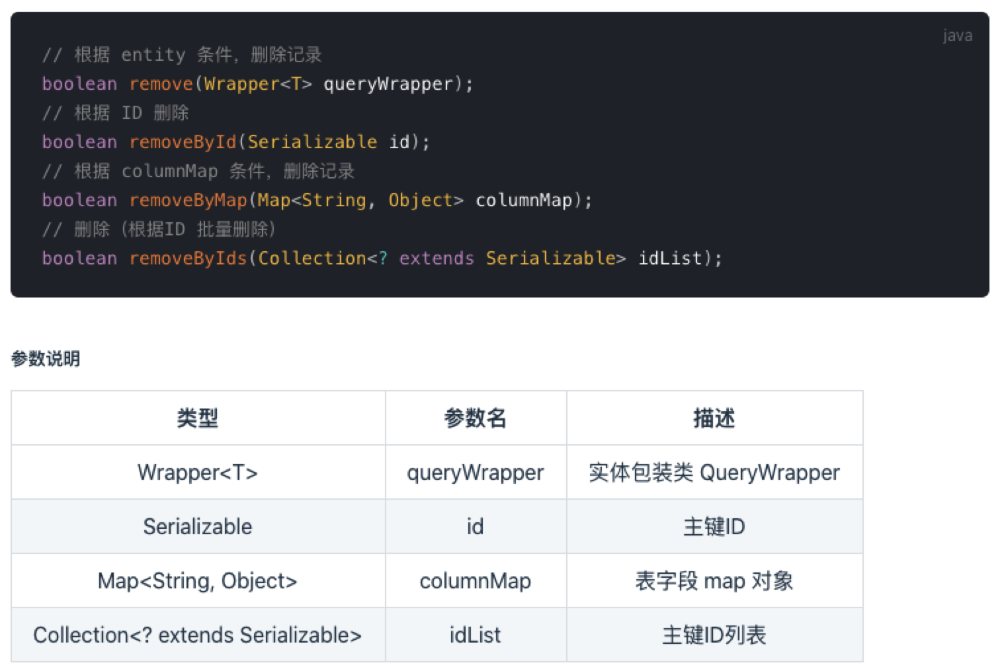 java
// 根据 entity 条件，删除记录
boolean remove(Wrapper<T> queryWrapper);
// 根据 ID 删除
boolean removeById(Serializable id);
// 根据 columnMap 条件，删除记录
boolean removeByMap(Map<String, Object> columnMap);
// 删除（根据ID 批量删除）
boolean removeByIds(Collection<? extends Serializable> idList);
参数说明
类型 参数名 描述
Wrapper<T> queryWrapper 实体包装类 QueryWrapper
Serializable id 主键ID
Map<String, Object> columnMap 表字段 map 对象
Collection<? extends Serializable> idList 主键ID列表